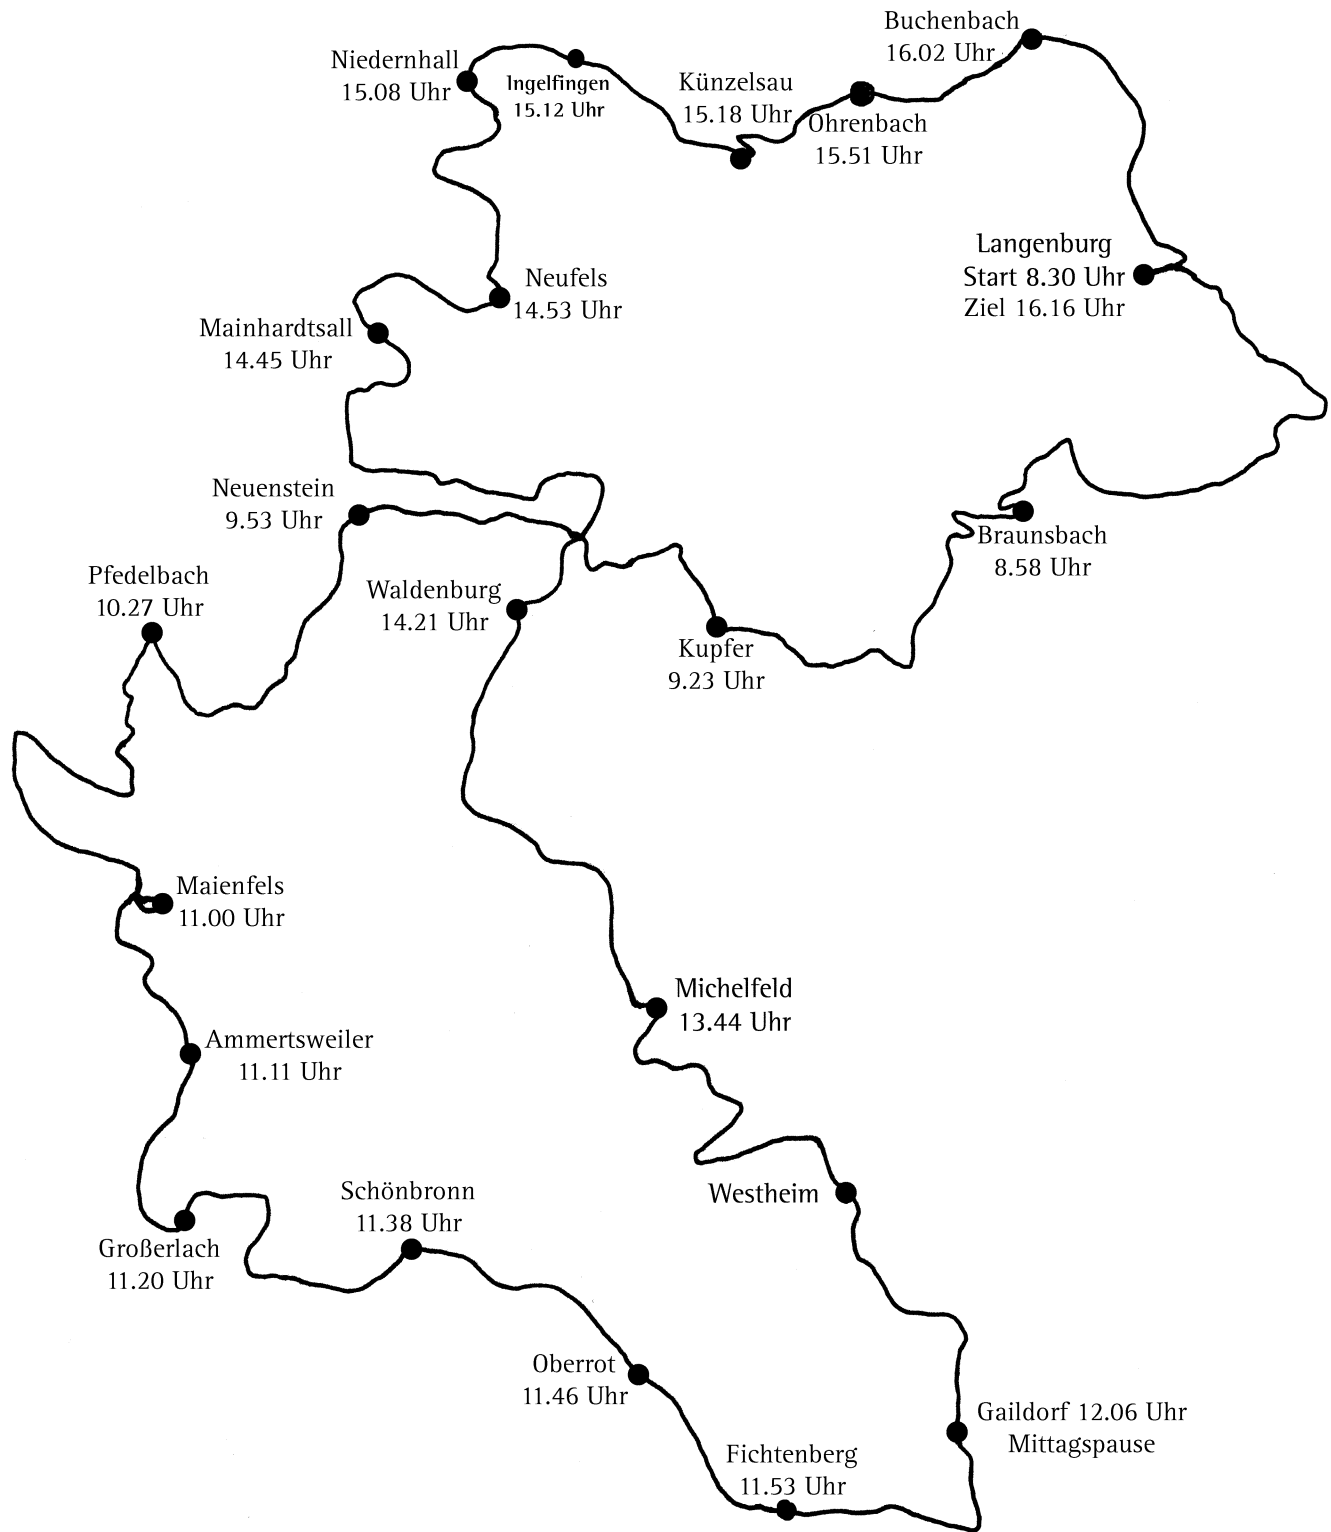 Buchenbach
16.02 Uhr
Niedernhall
15.08 Uhr
Ingelfingen
15.12 Uhr
Künzelsau
15.18 Uhr
Ohrenbach
15.51 Uhr
Langenburg
Start 8.30 Uhr
Ziel 16.16 Uhr
Neufels
14.53 Uhr
Mainhardtsall
14.45 Uhr
Neuenstein
9.53 Uhr
Braunsbach
8.58 Uhr
Pfedelbach
10.27 Uhr
Waldenburg
14.21 Uhr
Kupfer
9.23 Uhr
Maienfels
11.00 Uhr
Michelfeld
13.44 Uhr
Ammertsweiler
11.11 Uhr
Westheim
Schönbronn
11.38 Uhr
Großerlach
11.20 Uhr
Oberrot
11.46 Uhr
Gaildorf 12.06 Uhr
Mittagspause
Fichtenberg
11.53 Uhr